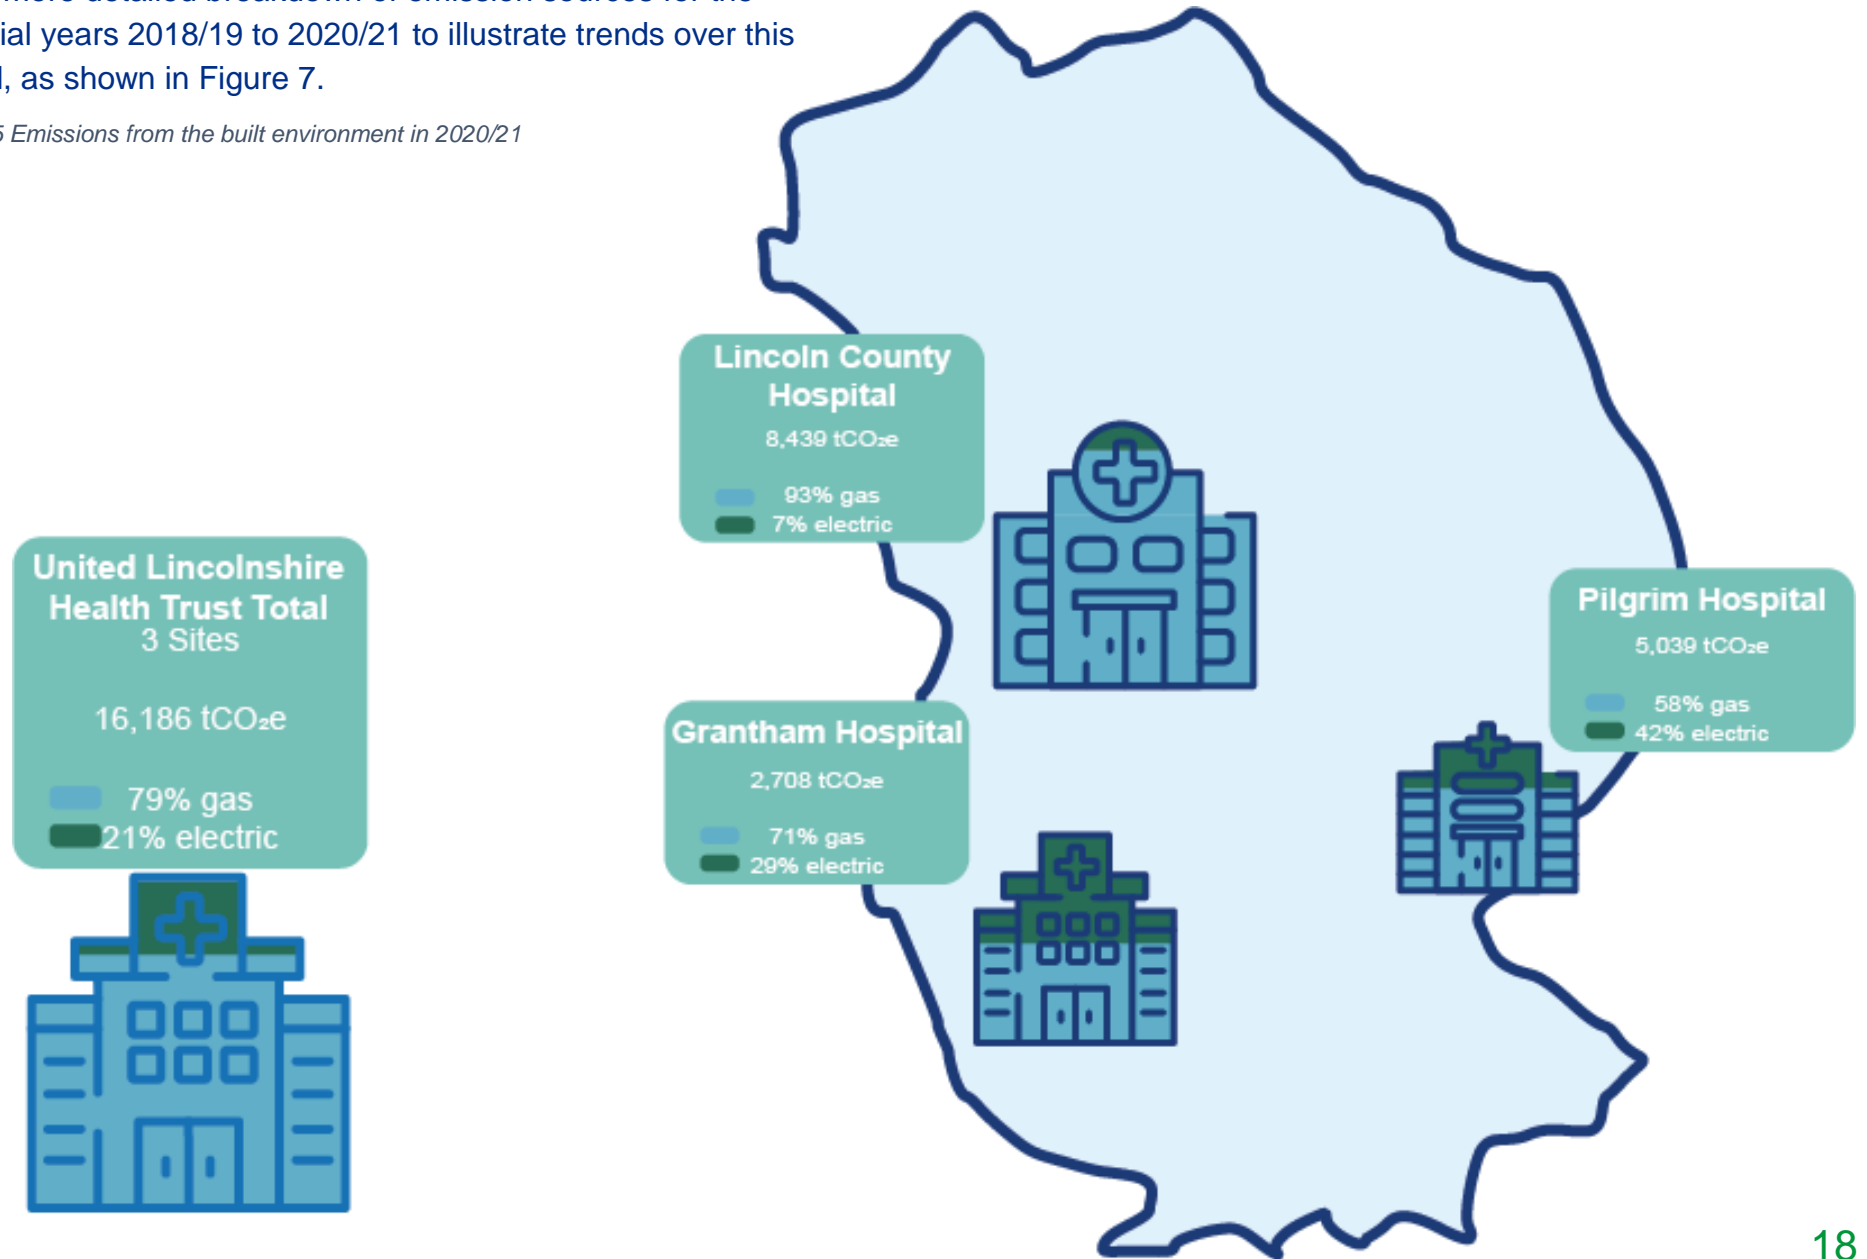 ial years 2018/19 to 2020/21 to illustrate trends over this
, as shown in Figure 7.
5 Emissions from the built environment in 2020/21
Lincoln County
Hospital
8,439 tCO₂e
93% gas
7% electric
United Lincolnshire
Health Trust Total
3 Sites
16,186 tCO₂e
79% gas
21% electric
Pilgrim Hospital
5,039 tCO₂e
58% gas
42% electric
Grantham Hospital
2,708 tCO₂e
71% gas
29% electric
18